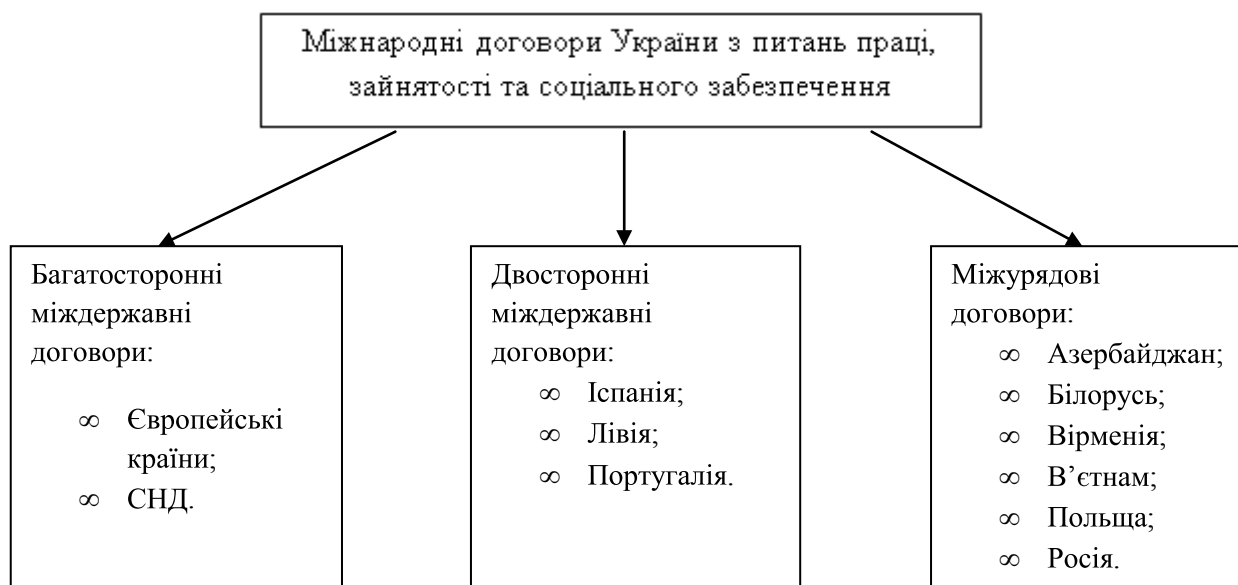 Міжнародні договори України з питань праці,
зайнятості та соціального забезпечення
Багатосторонні
міждержавні
договори:
∞ Європейські
країни;
∞ СНД.
Двосторонні
міждержавні
договори:
∞ Іспанія;
∞ Лівія;
∞ Португалія.
Міжурядові
договори:
∞ Азербайджан;
∞ Білорусь;
∞ Вірменія;
∞ В’єтнам;
∞ Польща;
∞ Росія.